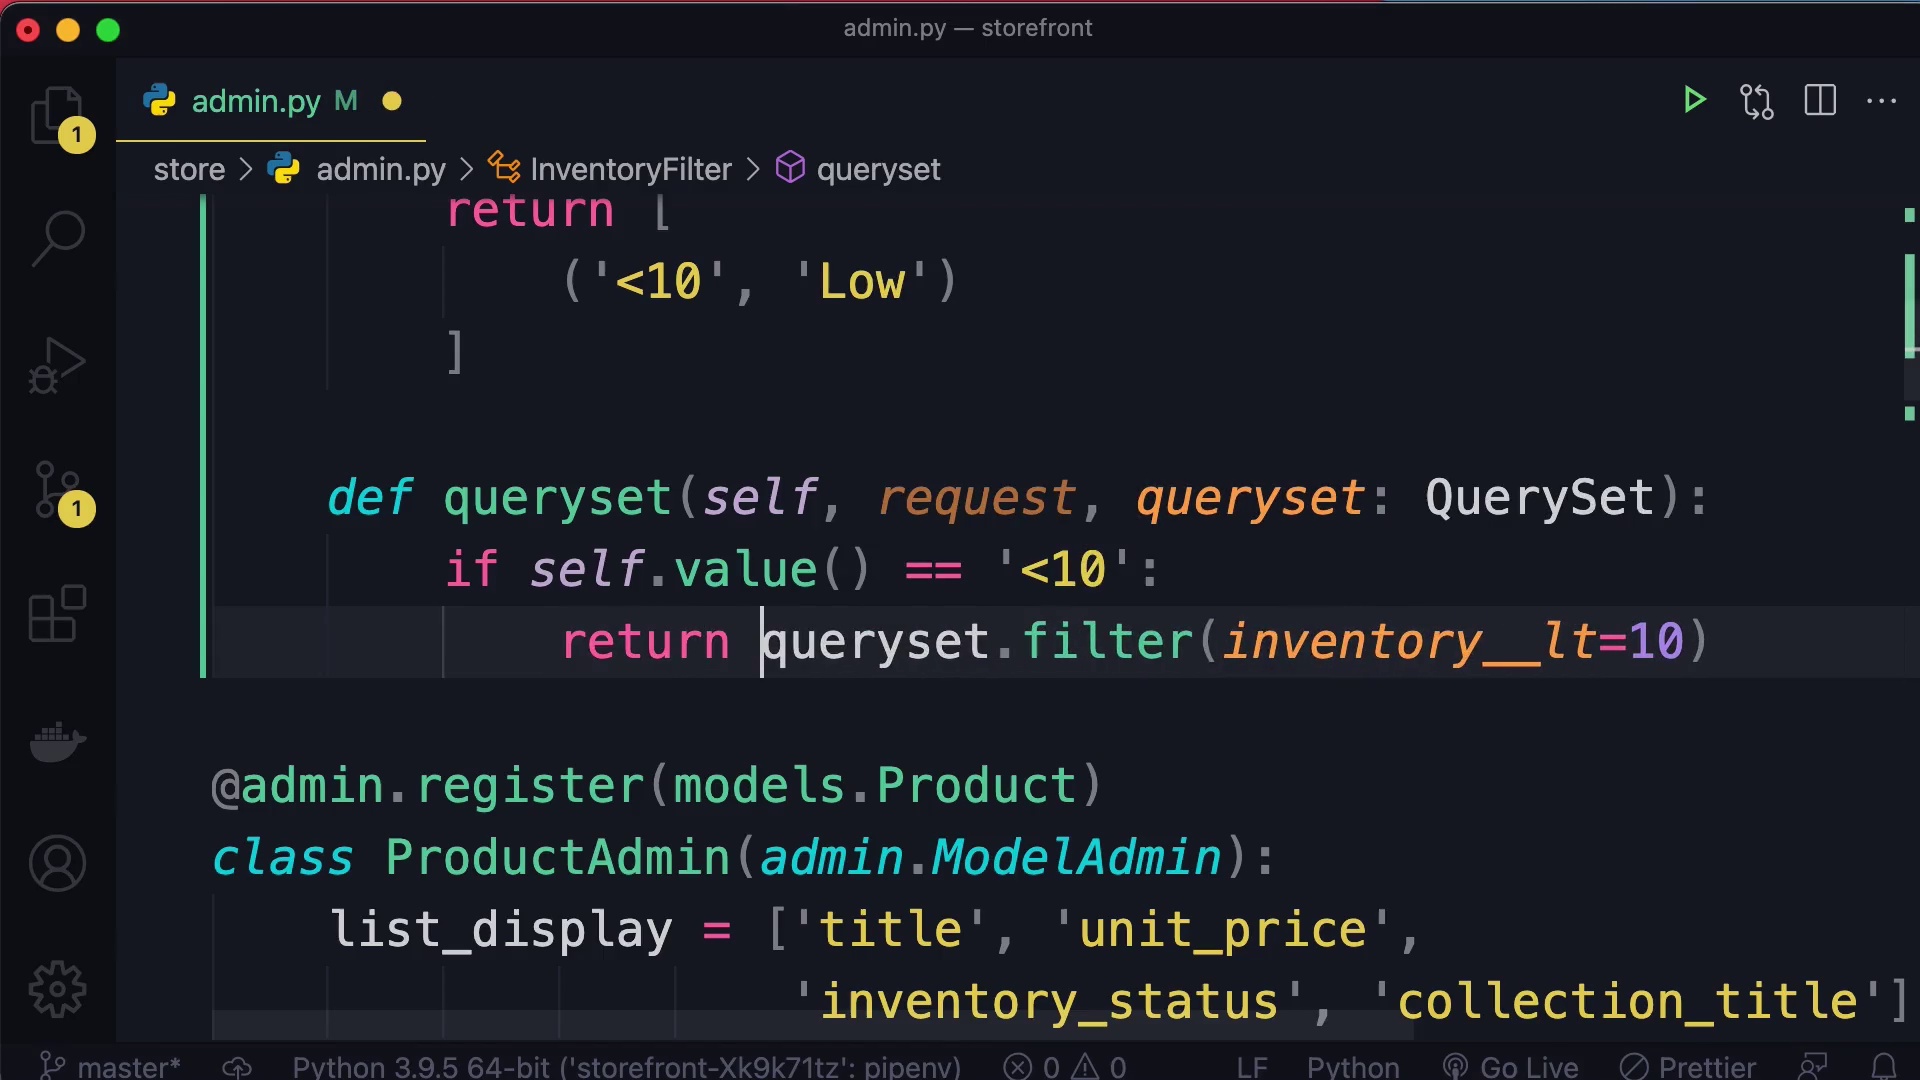 admin.py — storefront
admin.py M
store > admin.py > InventoryFilter > queryset
1
1
return [
('<10', 'Low')
]
def queryset(self, request, queryset: QuerySet):
if self.value() == '<10':
return queryset.filter(inventory__lt=10)
@admin.register(models.Product)
class ProductAdmin(admin.ModelAdmin):
list_display = ['title', 'unit_price',
'inventory_status', 'collection_title']
master* Python 3.9.5 64-bit ('storefront-Xk9k71tz': pipenv) 0 0 LF Python Go Live Prettier